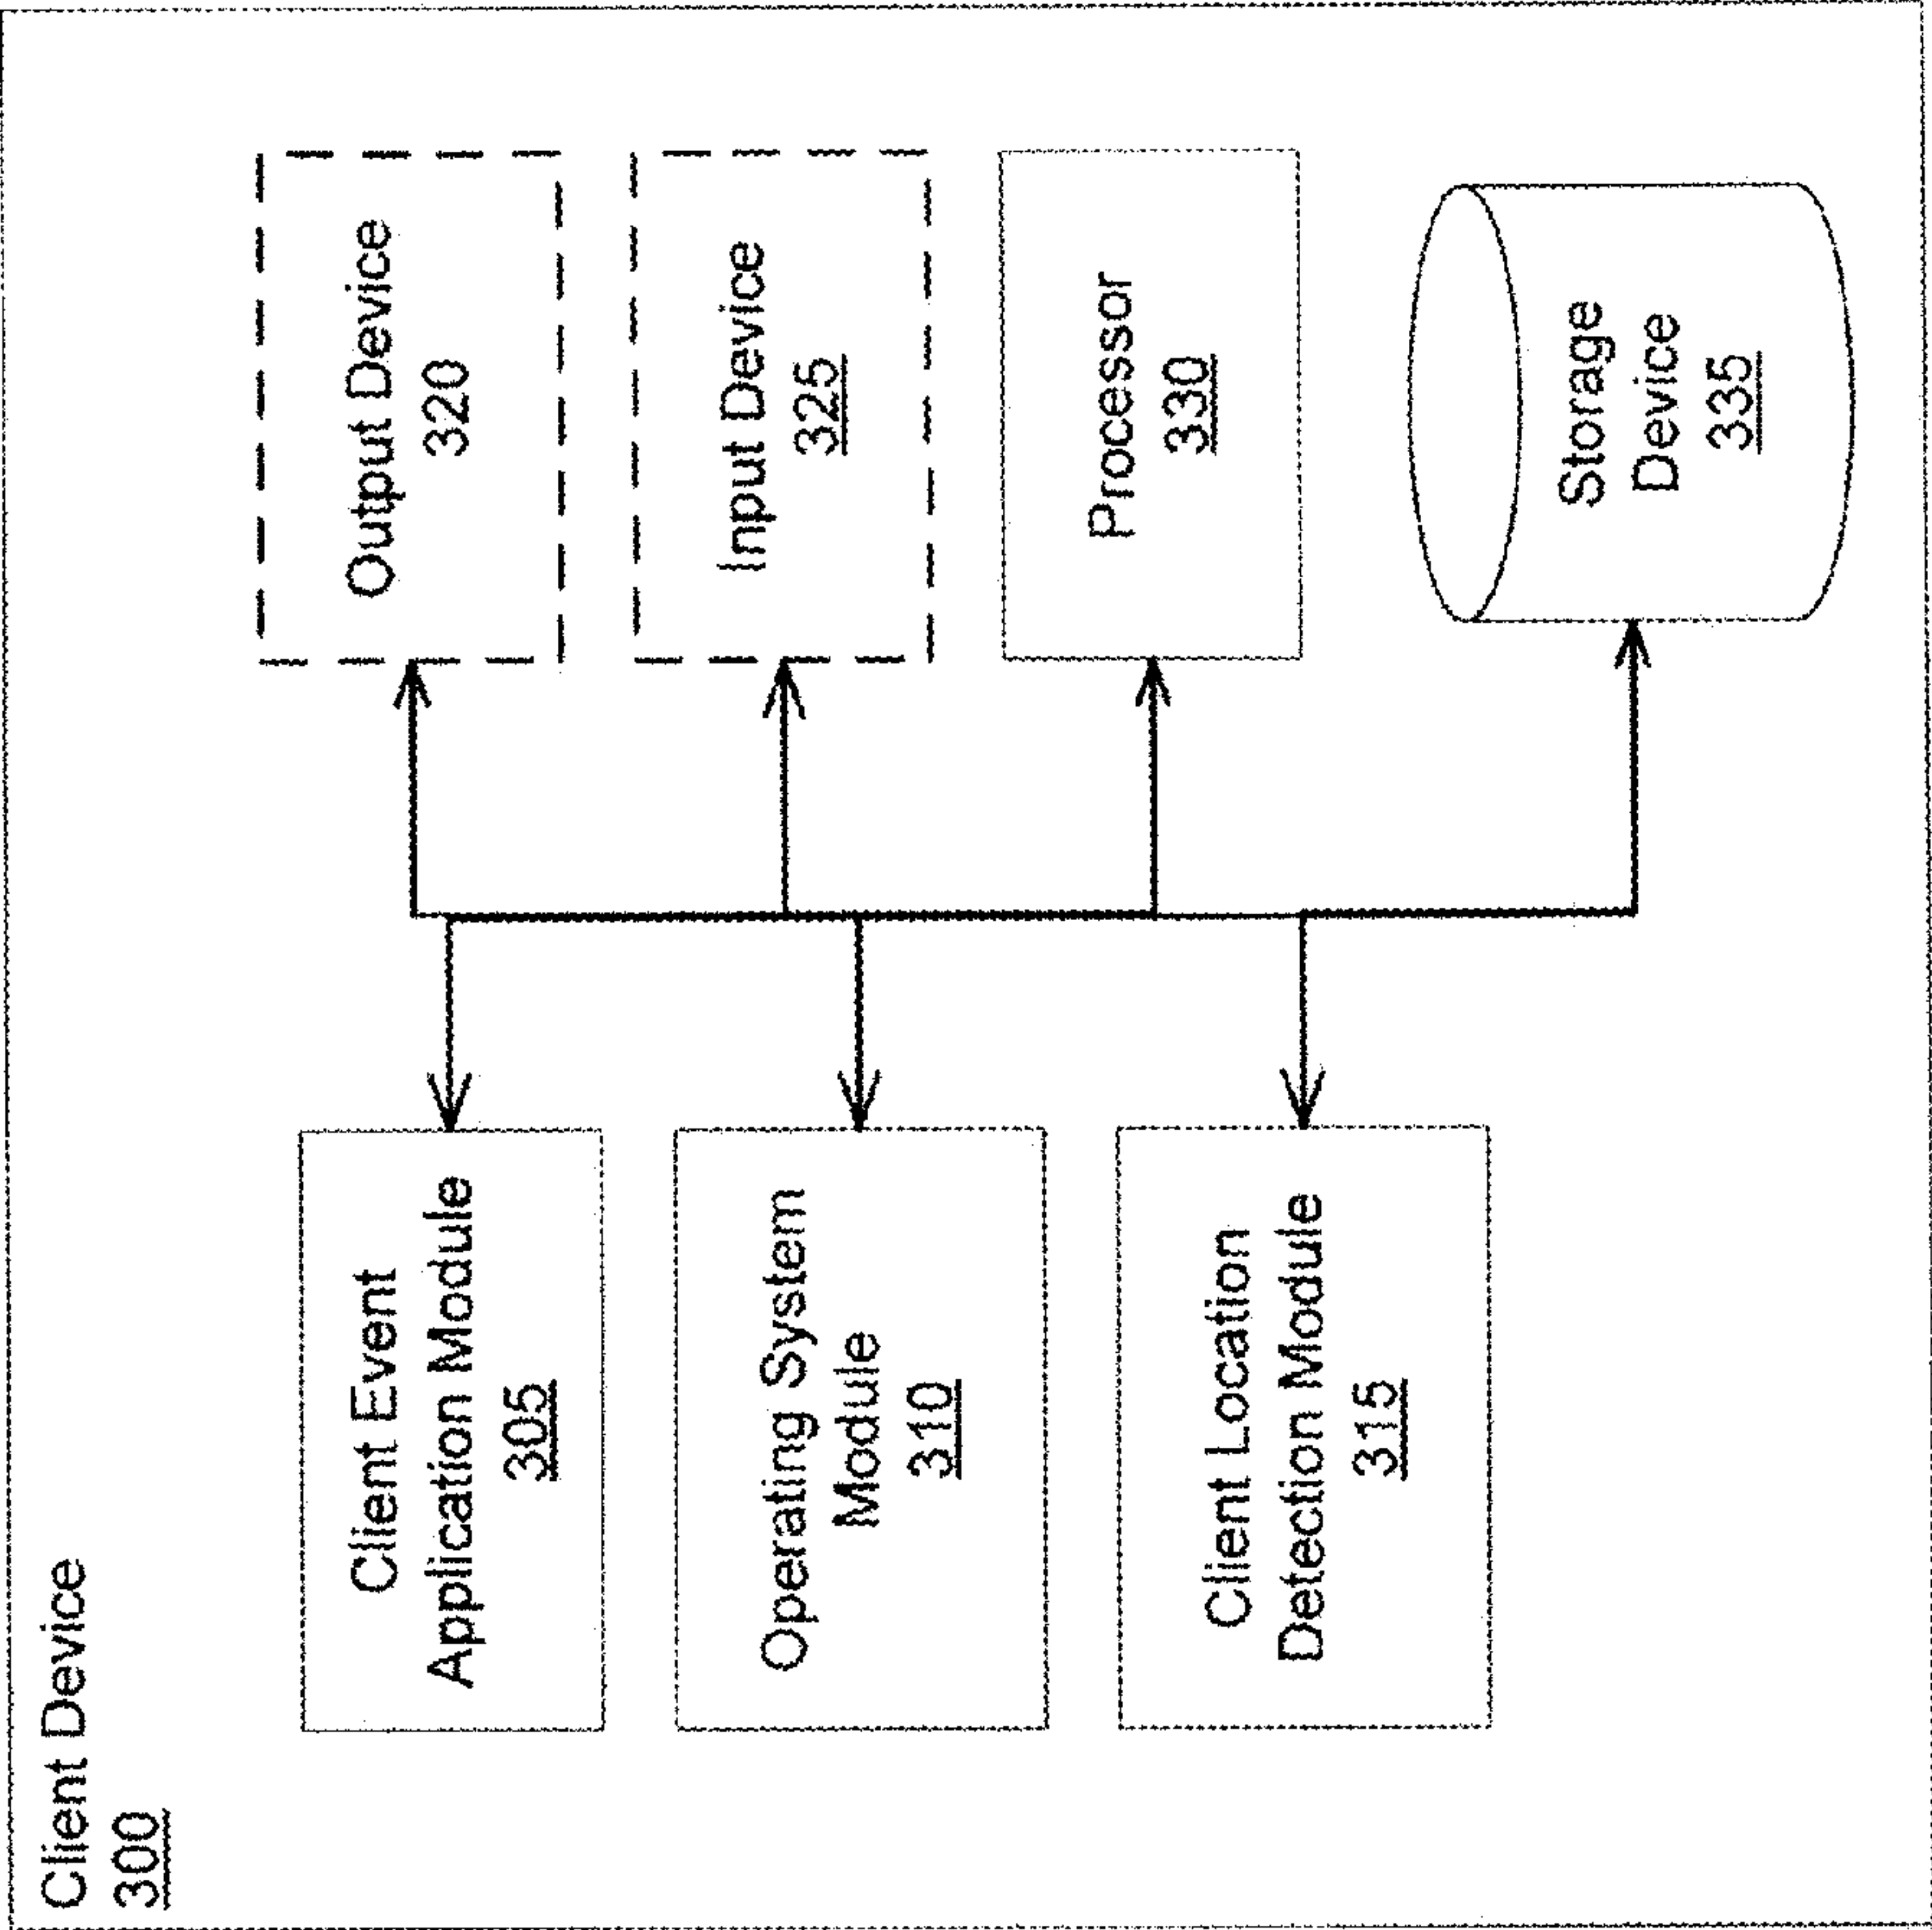 Client Device
300
Client Event
Application Module
305
Operating System
Module
310
Client Location
Detection Module
315
Output Device
320
Input Device
325
Processor
330
Storage
Device
335